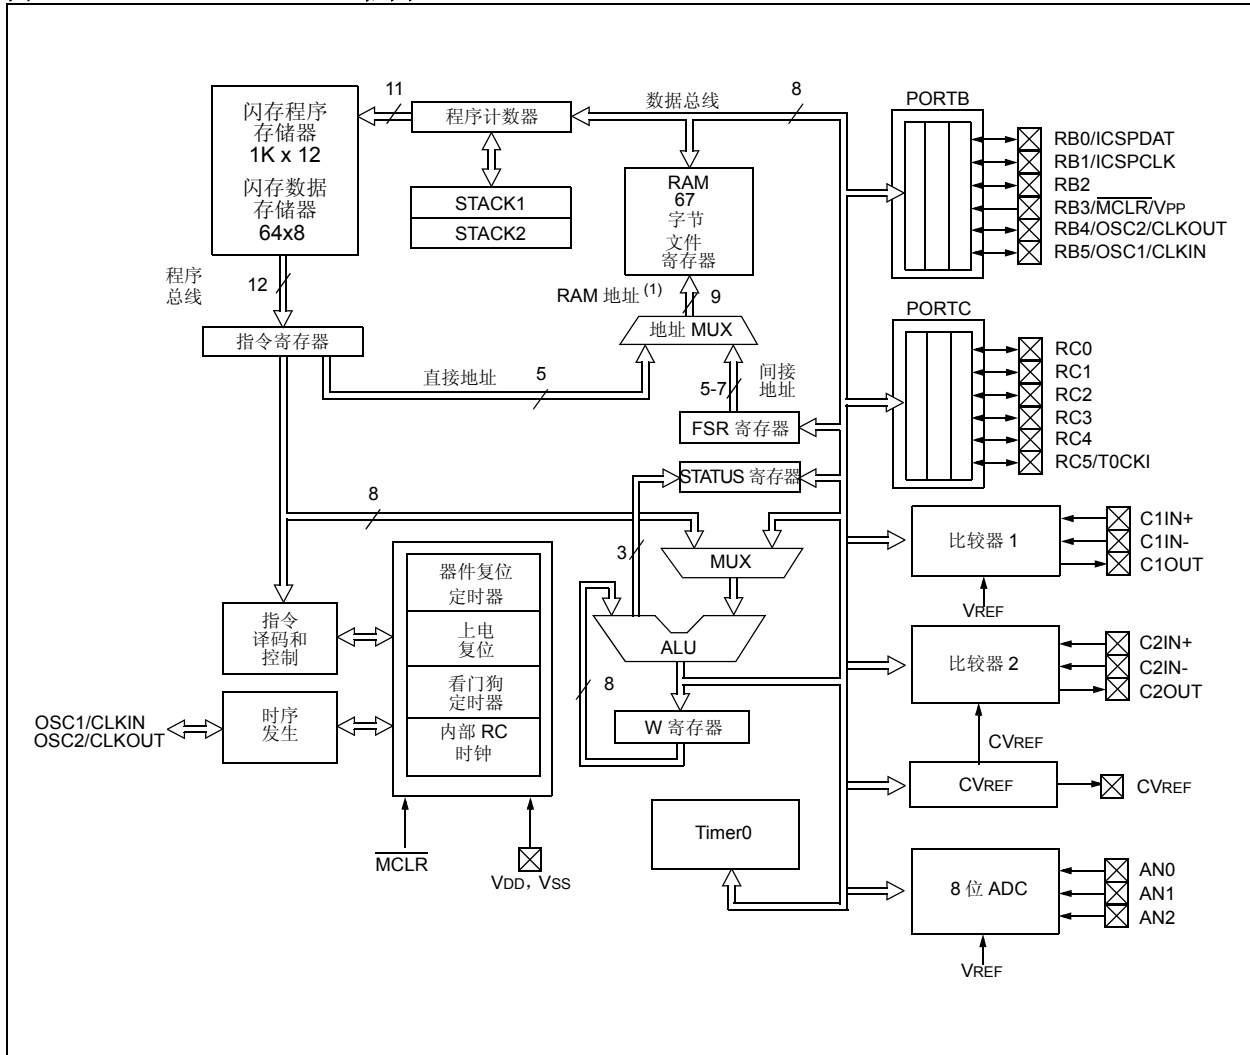 闪存程序
存储器
1K x 12
闪存数据
存储器
64x8
11
程序计数器
STACK1
STACK2
数据总线
8
RAM
67
字节
文件
寄存器
程序
总线
12
指令寄存器
RAM 地址 (1)
9
地址 MUX
直接地址
5
5-7
间接
地址
FSR 寄存器
STATUS 寄存器
8
3
MUX
ALU
8
W 寄存器
指令
译码和
控制
时序
发生
OSC1/CLKIN
OSC2/CLKOUT
器件复位
定时器
上电
复位
看门狗
定时器
内部 RC
时钟
MCLR
VDD, VSS
Timer0
PORTB
RB0/ICSPDAT
RB1/ICSPCLK
RB2
RB3/MCLR/VPP
RB4/OSC2/CLKOUT
RB5/OSC1/CLKIN
PORTC
RC0
RC1
RC2
RC3
RC4
RC5/T0CKI
比较器 1
C1IN+
C1IN-
C1OUT
VREF
比较器 2
C2IN+
C2IN-
C2OUT
CVREF
CVREF
CVREF
8 位 ADC
AN0
AN1
AN2
VREF